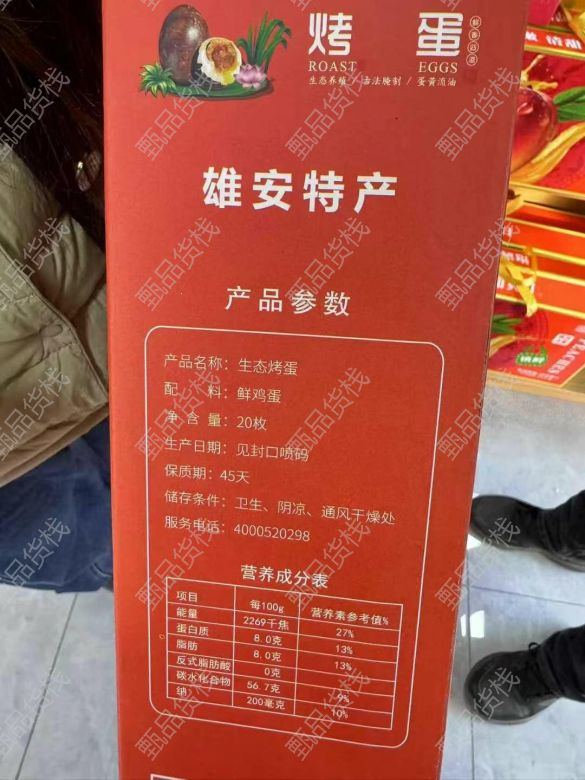 烤蛋
ROAST EGGS
生态养殖 / 古法腌制 / 蛋黄流油
雄安特产
产品参数
产品名称：生态烤蛋
配料：鲜鸡蛋
净含量：20枚
生产日期：见封口喷码
保质期：45天
储存条件：卫生、阴凉、通风干燥处
服务电话：4000520298
营养成分表
项目 每100g 营养素参考值%
能量 2269千焦 27%
蛋白质 8.0克 13%
脂肪 8.0克 13%
反式脂肪酸 0克
碳水化合物 56.7克 9%
钠 200毫克 10%
甄品货栈